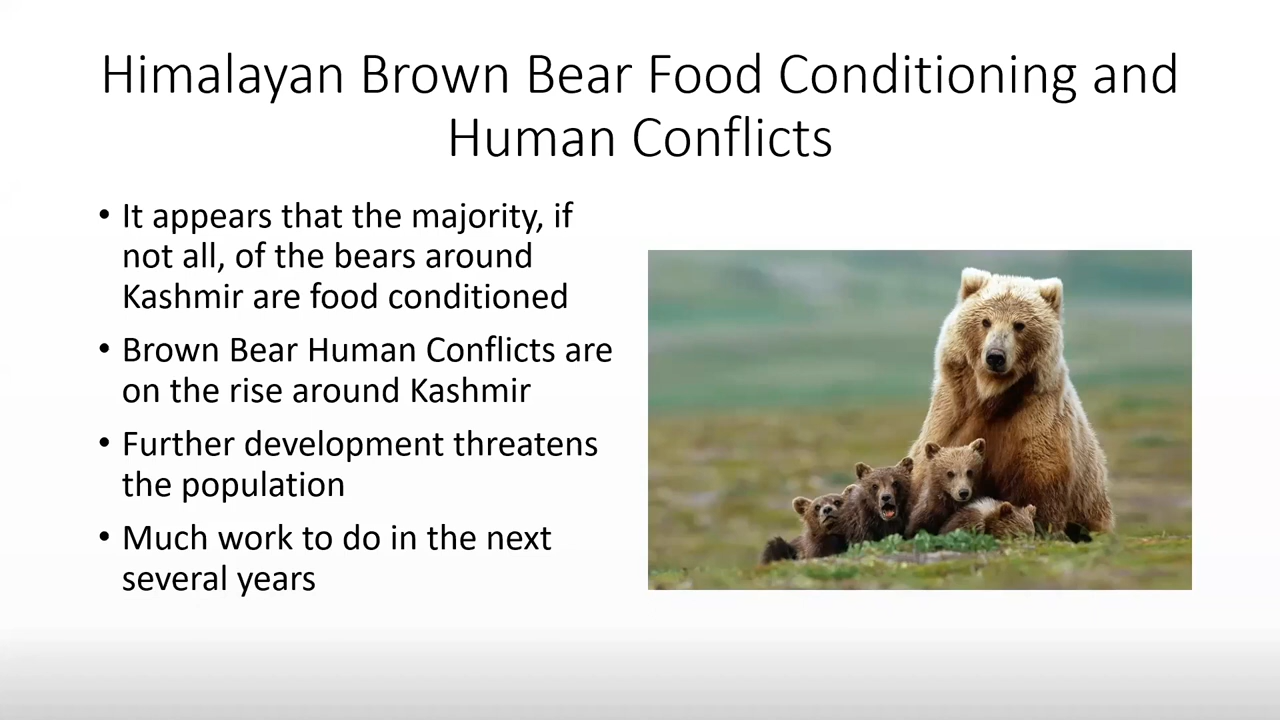 Himalayan Brown Bear Food Conditioning and
Human Conflicts
• It appears that the majority, if
not all, of the bears around
Kashmir are food conditioned
• Brown Bear Human Conflicts are
on the rise around Kashmir
• Further development threatens
the population
• Much work to do in the next
several years